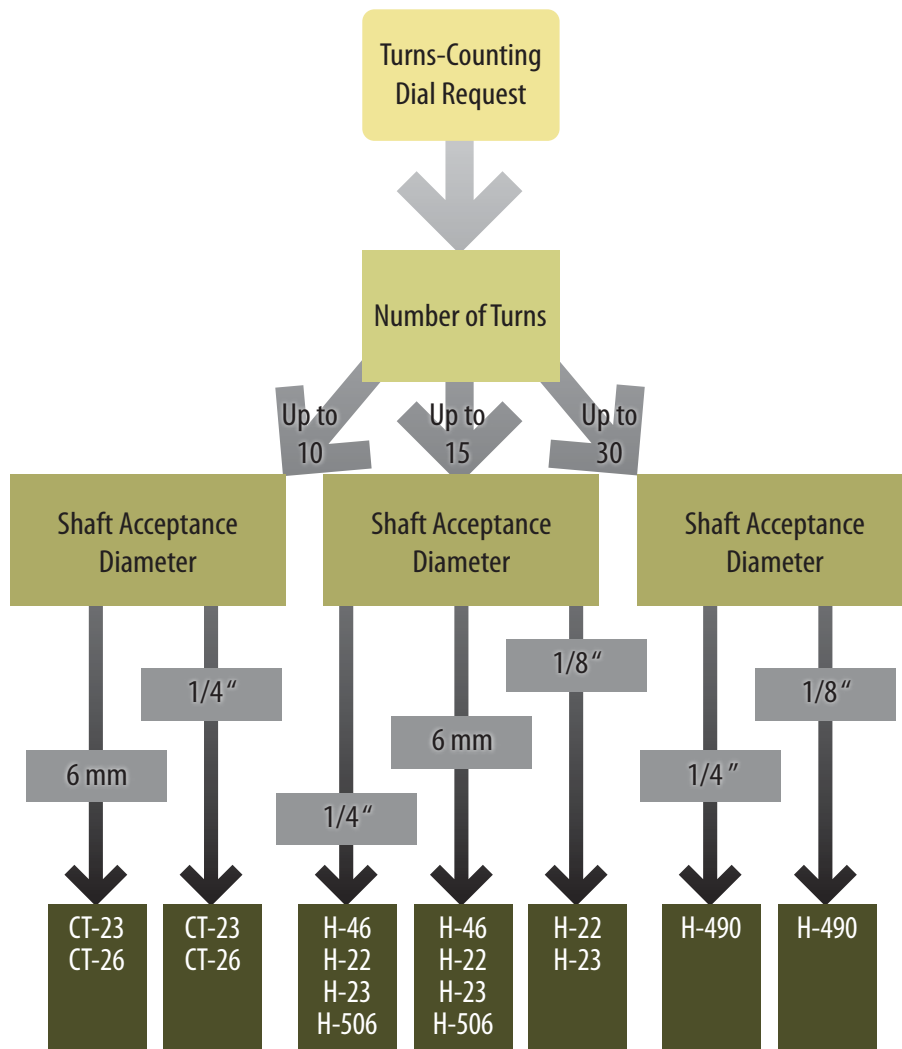 Turns-Counting
Dial Request
Number of Turns
Up to
10
Up to
15
Up to
30
Shaft Acceptance
Diameter
Shaft Acceptance
Diameter
Shaft Acceptance
Diameter
6 mm
1/4“
1/4“
6 mm
1/8“
1/4”
1/8“
CT-23
CT-26
CT-23
CT-26
H-46
H-22
H-23
H-506
H-46
H-22
H-23
H-506
H-22
H-23
H-490
H-490